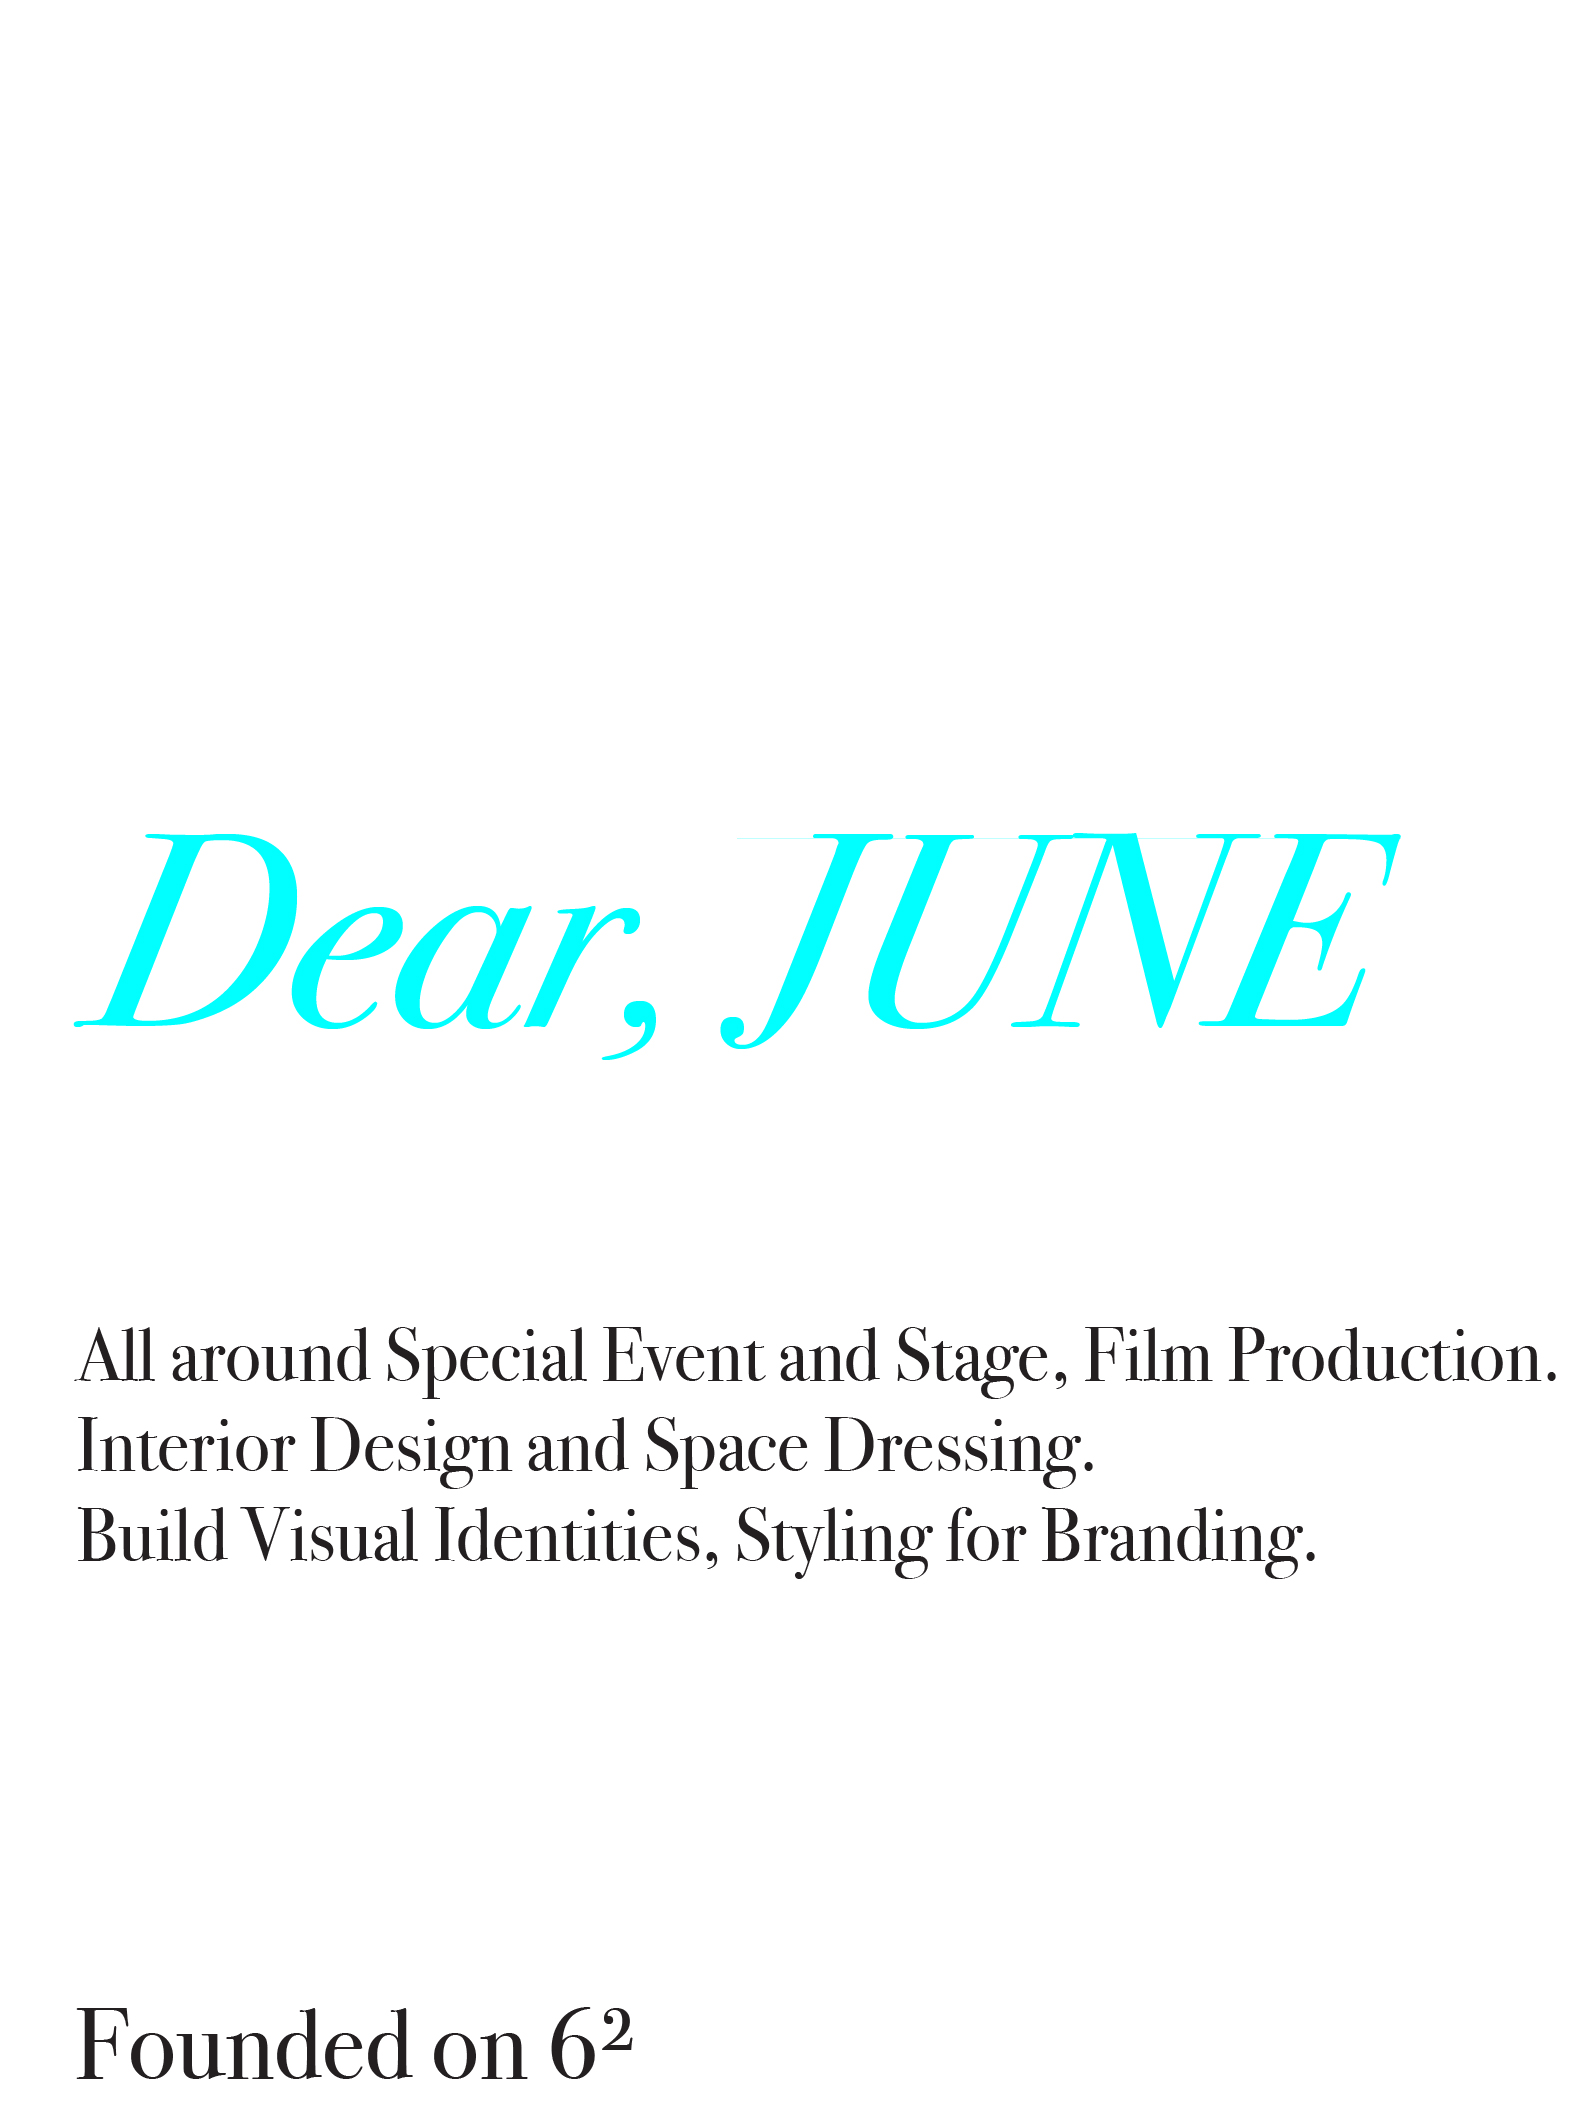 Dear, JUNE
All around Special Event and Stage, Film Production.
Interior Design and Space Dressing.
Build Visual Identities, Styling for Branding.
Founded on 6²